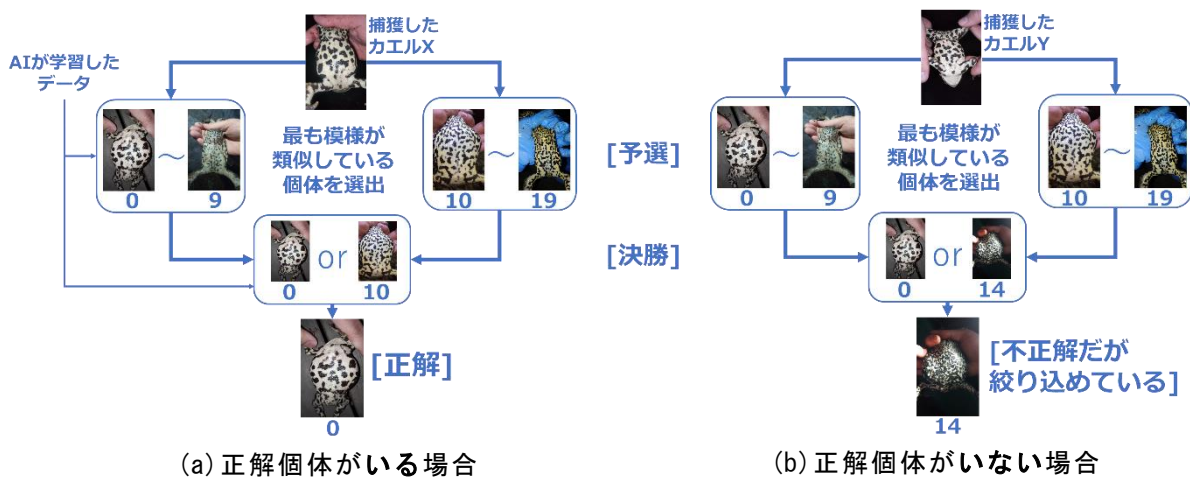 捕獲した
カエルX
AIが学習した
データ
最も模様が
類似している
個体を選出
～
～
0
9
10
19
or
0
10
[正解]
0
(a)正解個体がいる場合
[予選]
[決勝]
捕獲した
カエルY
最も模様が
類似している
個体を選出
～
～
0
9
10
19
or
0
14
[不正解だが
絞り込めている]
14
(b)正解個体がいない場合